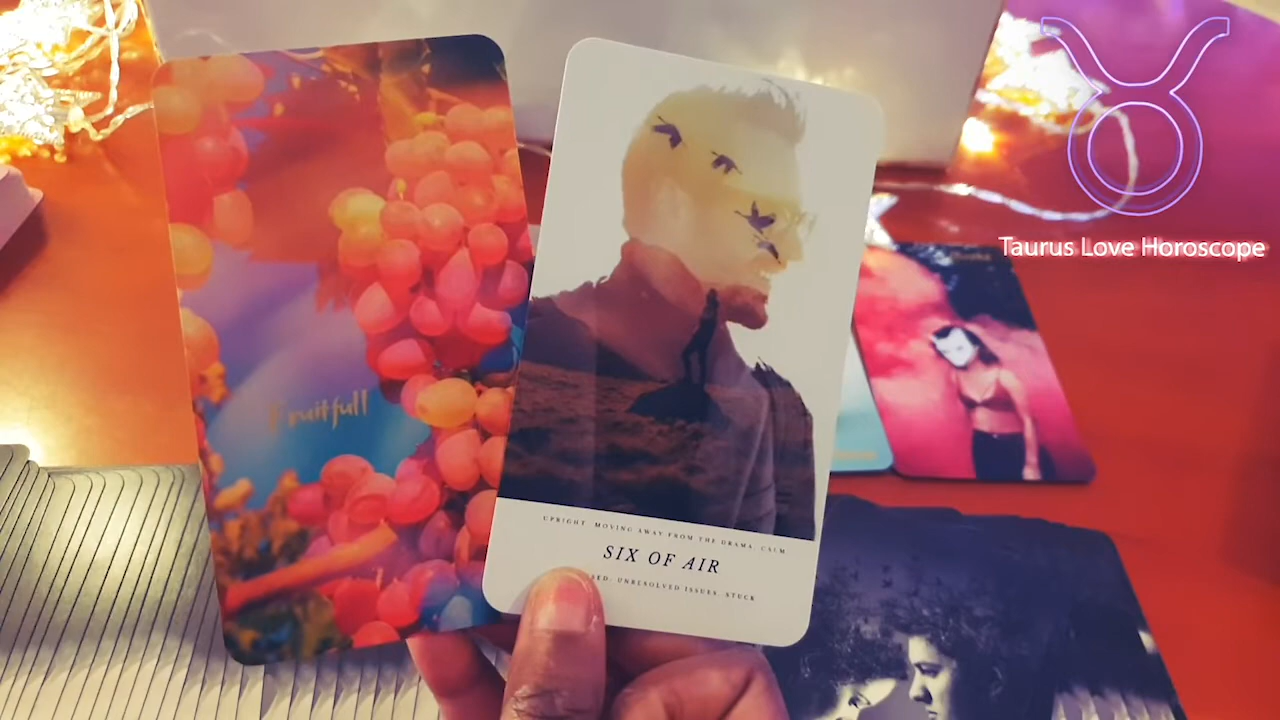 Taurus Love Horoscope
Fruitfull
UPRIGHT: MOVING AWAY FROM THE DRAMA, CALM
SIX OF AIR
UNRESOLVED ISSUES, STUCK